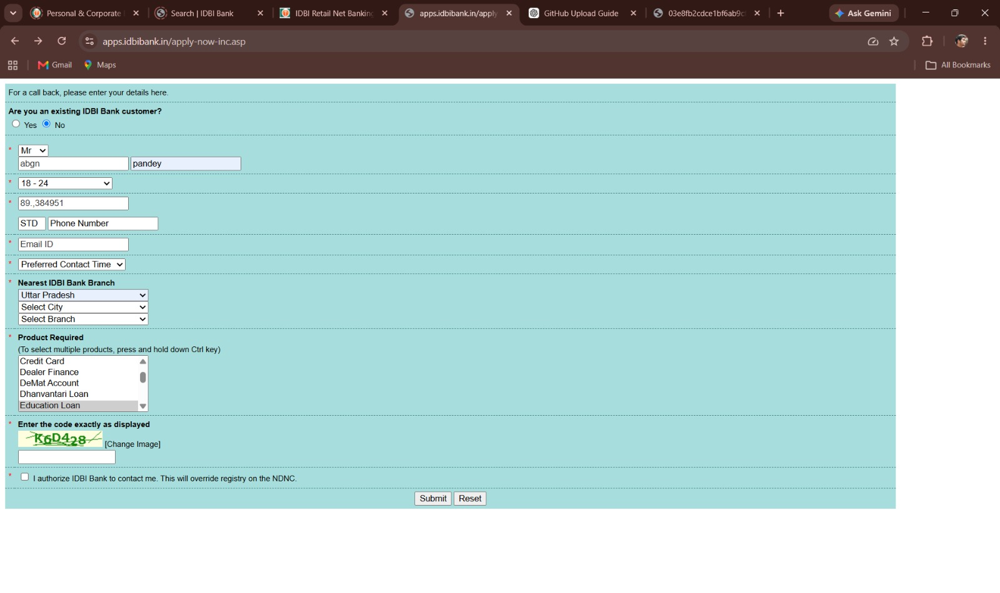 Personal & Corporate
Search | IDBI Bank
IDBI Retail Net Banking
apps.idbibank.in/apply
GitHub Upload Guide
Ask Gemini
apps.idbibank.in/apply-now-inc.asp
Gmail
Maps
All Bookmarks
For a call back, please enter your details here.
Are you an existing IDBI Bank customer?
Yes No
* Mr
abgn pandey
* 18 - 24
* 89.,384951
STD Phone Number
* Email ID
* Preferred Contact Time
* Nearest IDBI Bank Branch
Uttar Pradesh
Select City
Select Branch
* Product Required
(To select multiple products, press and hold down Ctrl key)
Credit Card
Dealer Finance
DeMat Account
Dhanvantari Loan
Education Loan
* Enter the code exactly as displayed
K6D428 [Change Image]
* I authorize IDBI Bank to contact me. This will override registry on the NDNC.
Submit Reset